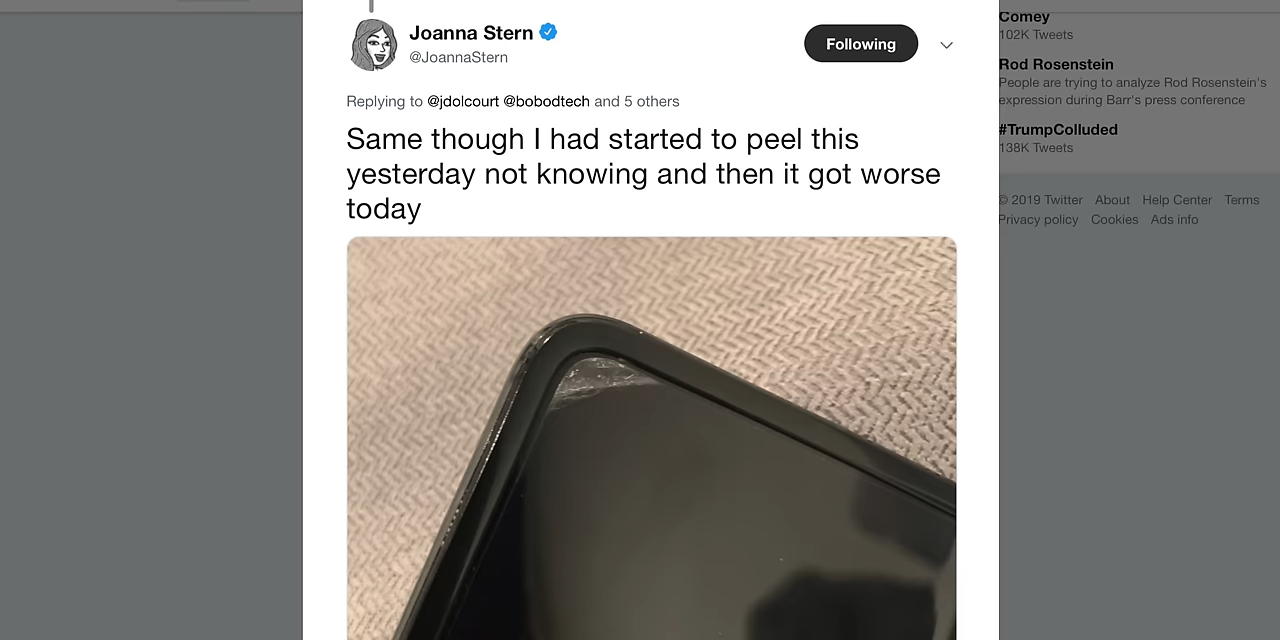 Joanna Stern
@JoannaStern
Following
Replying to @jdolcourt @bobodtech and 5 others
Same though I had started to peel this
yesterday not knowing and then it got worse
today
Comey
102K Tweets
Rod Rosenstein
People are trying to analyze Rod Rosenstein's
expression during Barr's press conference
#TrumpColluded
138K Tweets
© 2019 Twitter About Help Center Terms
Privacy policy Cookies Ads info